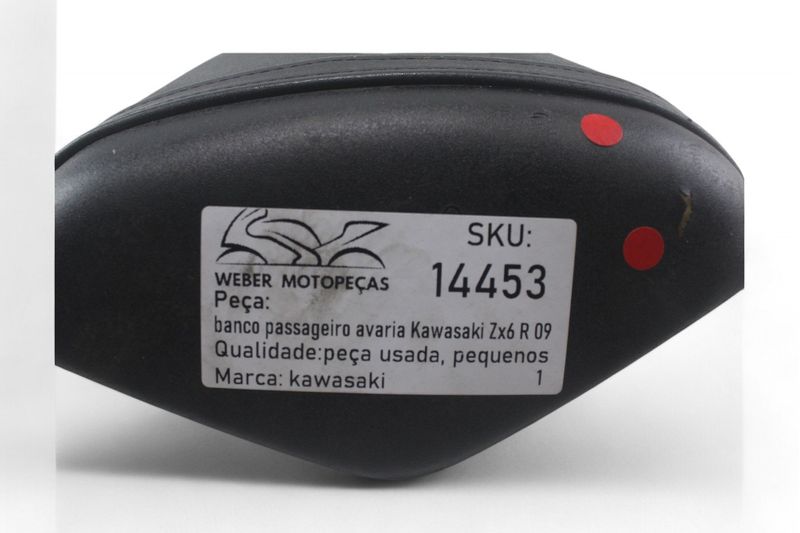 SKU:
14453
WEBER MOTOPEÇAS
Peça:
banco passageiro avaria Kawasaki Zx6 R 09
Qualidade:peça usada, pequenos
Marca: kawasaki 1